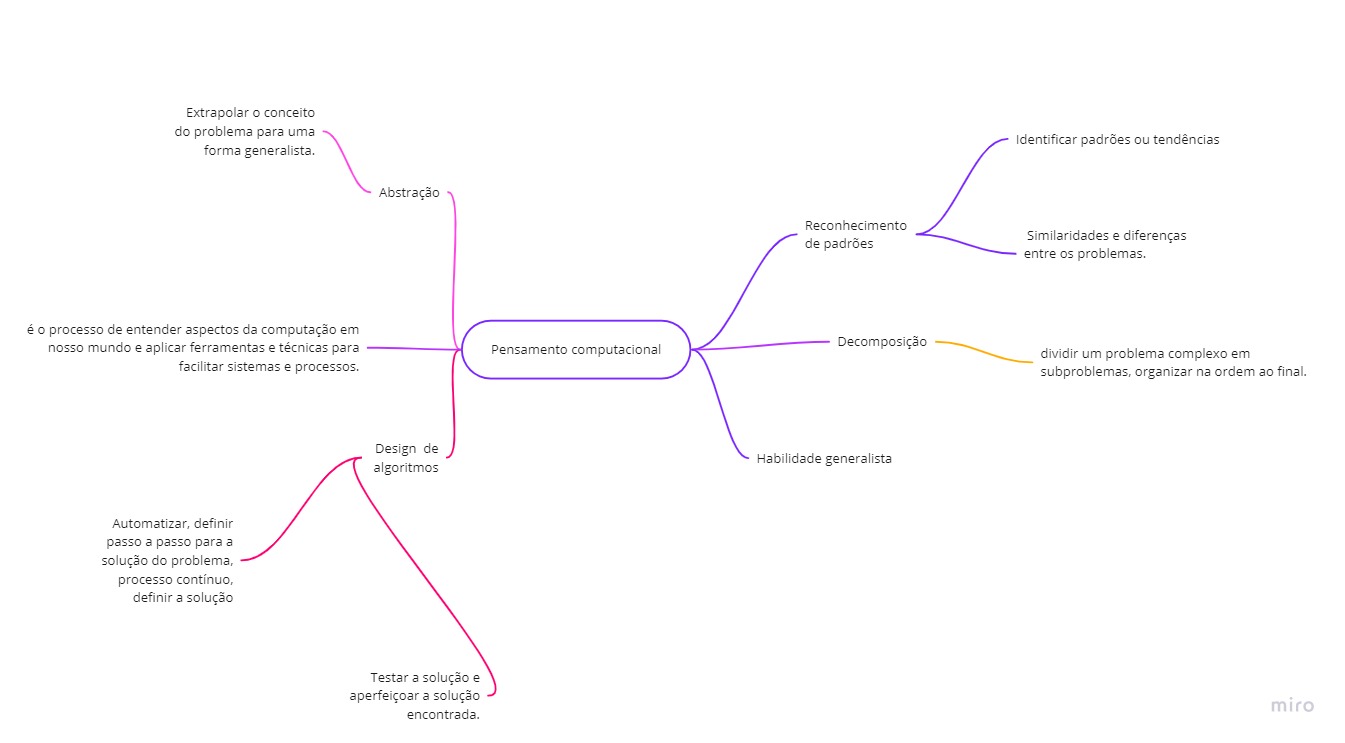 Extrapolar o conceito
do problema para uma
forma generalista.
Abstração
é o processo de entender aspectos da computação em
nosso mundo e aplicar ferramentas e técnicas para
facilitar sistemas e processos.
Design de
algoritmos
Automatizar, definir
passo a passo para a
solução do problema,
processo contínuo,
definir a solução
Testar a solução e
aperfeiçoar a solução
encontrada.
Pensamento computacional
Reconhecimento
de padrões
Identificar padrões ou tendências
Similaridades e diferenças
entre os problemas.
Decomposição
dividir um problema complexo em
subproblemas, organizar na ordem ao final.
Habilidade generalista
miro